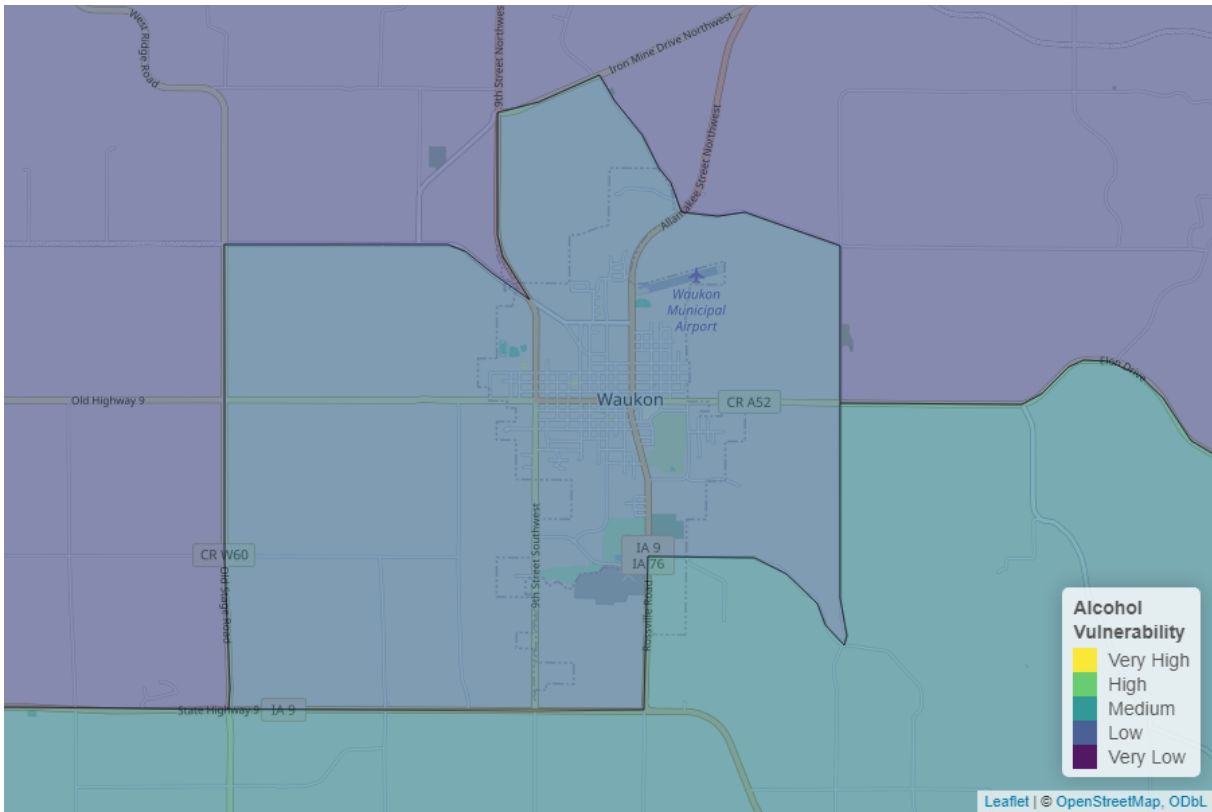 West Ridge Road
9th Street Northwest
Iron Mine Drive Northwest
Allamakee Street Northwest
Waukon
Municipal
Airport
Elon Drive
Old Highway 9
Waukon
CR A52
CR W60
Old Stage Road
9th Street Southwest
IA 9
IA 76
Rossville Road
State Highway 9
IA 9
Alcohol
Vulnerability
Very High
High
Medium
Low
Very Low
Leaflet | © OpenStreetMap, ODbL